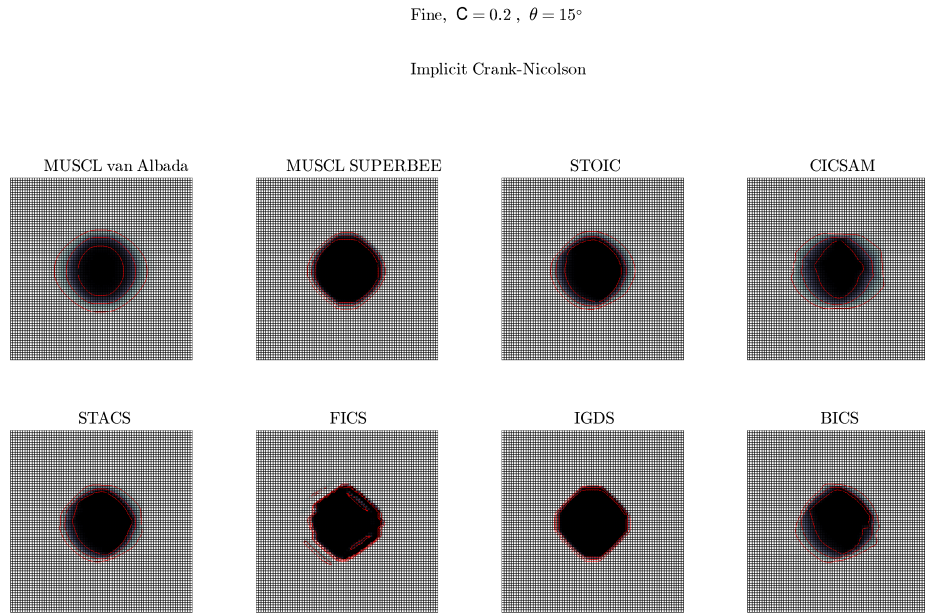 Fine, C = 0.2 , θ = 15°
Implicit Crank-Nicolson
MUSCL van Albada
MUSCL SUPERBEE
STOIC
CICSAM
STACS
FICS
IGDS
BICS